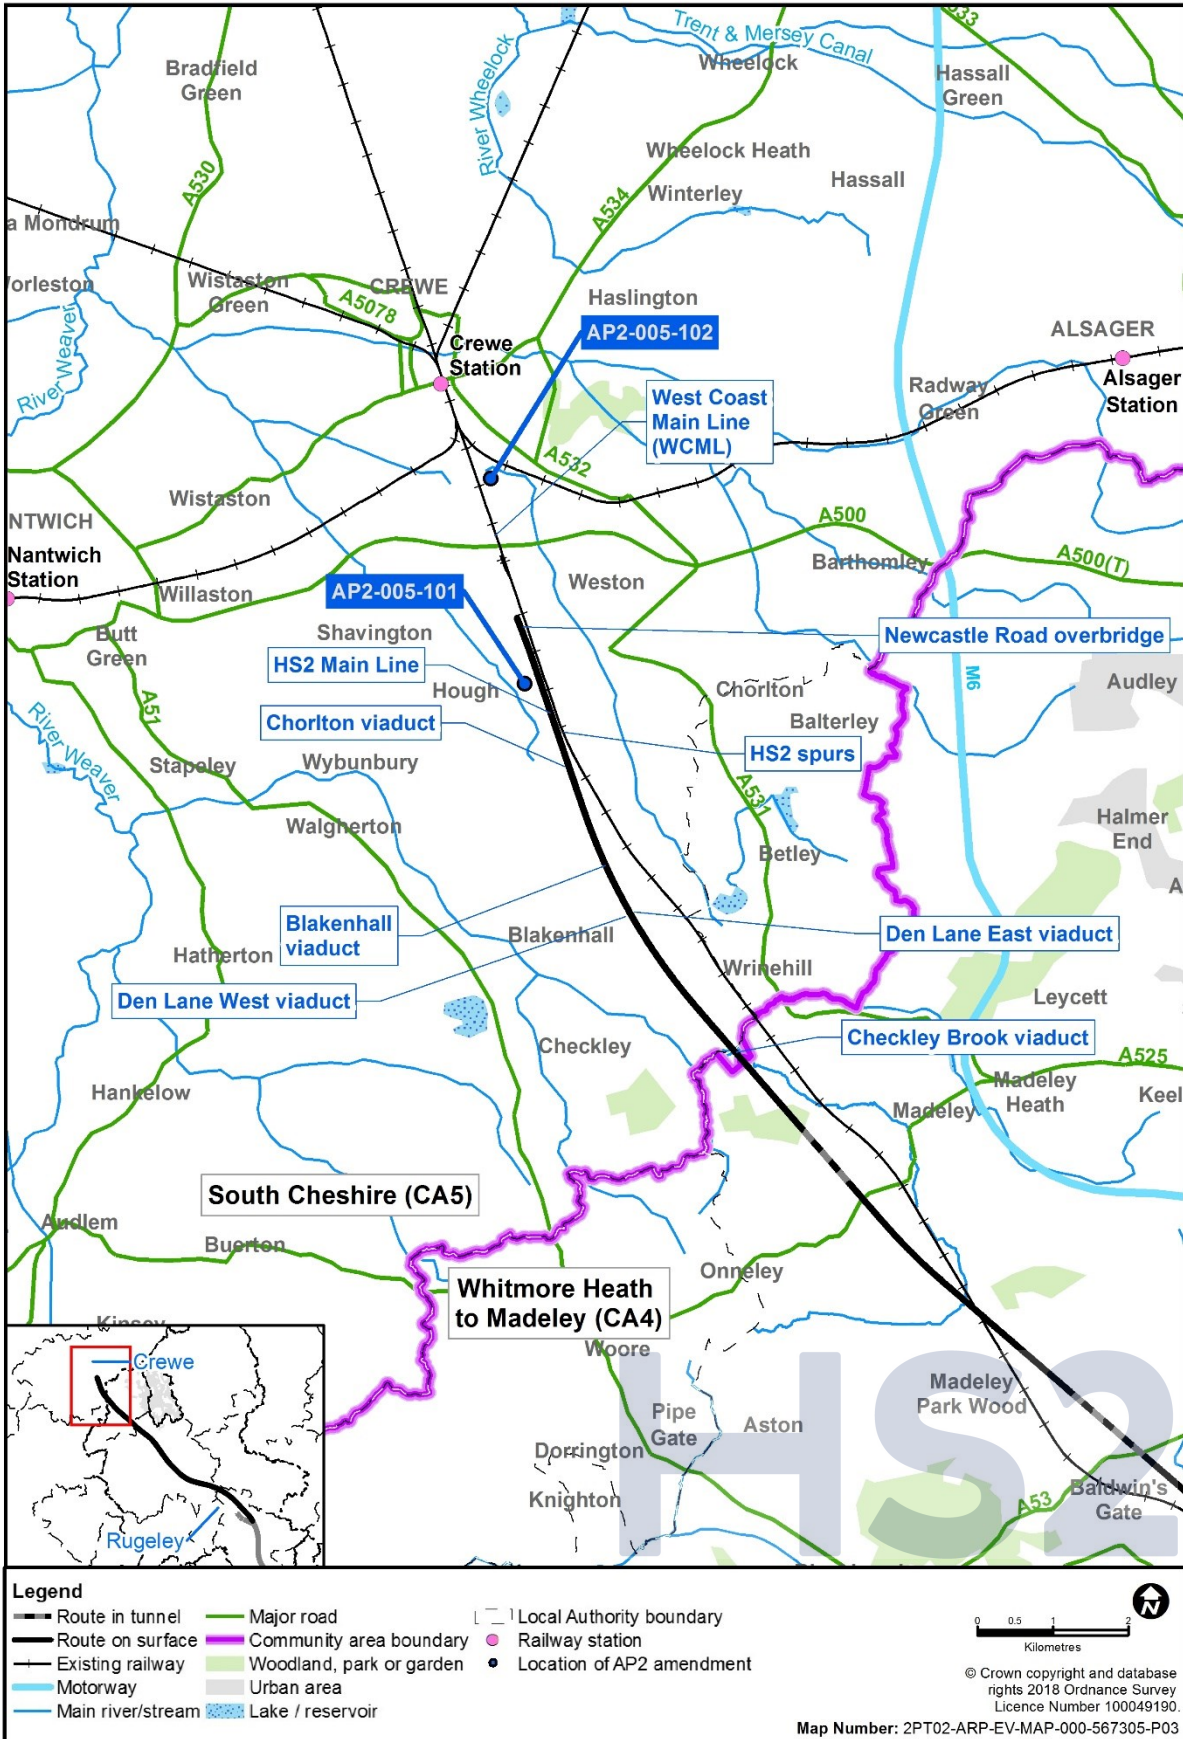 Trent & Mersey Canal
Bradfield
Green
Wheelock
Hassall
Green
River Wheelock
A530
Wheelock Heath
Hassall
Winterley
A534
a Mondrum
Wistaston
Green
CREWE
A5078
Haslington
AP2-005-102
ALSAGER
River Weaver
Crewe
Station
Alsager
Station
Radway
Green
West Coast
Main Line
(WCML)
A532
Wistaston
NTWICH
Nantwich
Station
A500
Barthomley
A500(T)
Willaston
AP2-005-101
Weston
Butt
Green
Shavington
Newcastle Road overbridge
HS2 Main Line
Hough
Chorlton
M6
Audley
A51
Chorlton viaduct
Balterley
River Weaver
Stapeley
Wybunbury
HS2 spurs
A531
Walgherton
Halmer
End
Betley
Blakenhall
viaduct
Blakenhall
Den Lane East viaduct
Hatherton
Wrinehill
Den Lane West viaduct
Leycett
Checkley
Checkley Brook viaduct
A525
Hankelow
Madeley
Heath
Madeley
Keel
South Cheshire (CA5)
Audlem
Buerton
Onneley
Whitmore Heath
to Madeley (CA4)
Woore
Crewe
Rugeley
Madeley
Park Wood
Pipe
Gate
Aston
Dorrington
Knighton
A53
Baldwin's
Gate
HS2
Legend
Route in tunnel
Route on surface
Existing railway
Motorway
Main river/stream
Major road
Community area boundary
Woodland, park or garden
Urban area
Lake / reservoir
Local Authority boundary
Railway station
Location of AP2 amendment
N
0 0.5 1 2
Kilometres
© Crown copyright and database
rights 2018 Ordnance Survey
Licence Number 100049190.
Map Number: 2PT02-ARP-EV-MAP-000-567305-P03